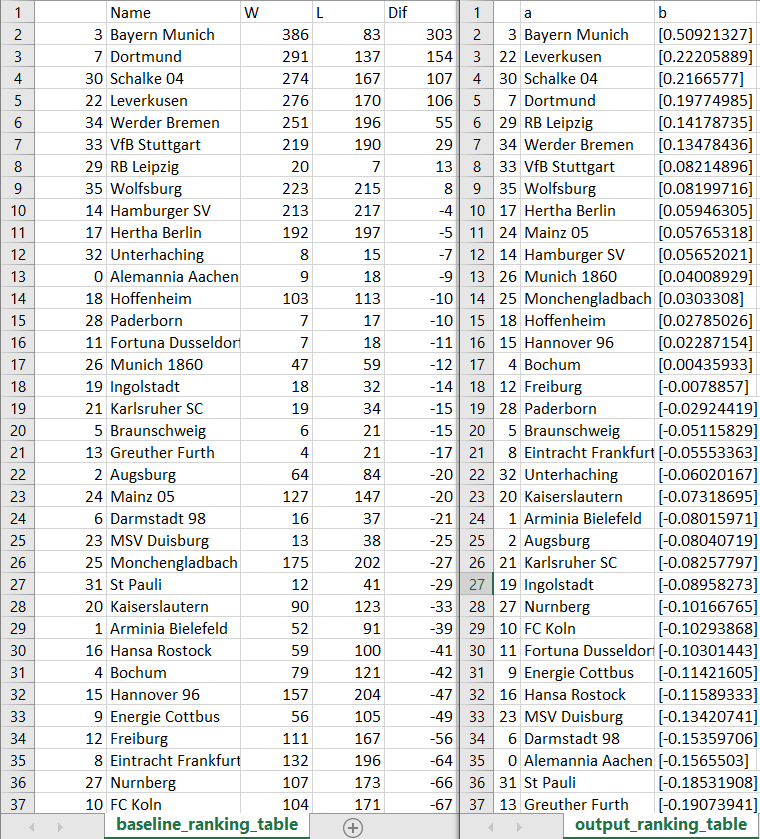 1 Name W L Dif 1 a b
2 3 Bayern Munich 386 83 303 2 3 Bayern Munich [0.50921327]
3 7 Dortmund 291 137 154 3 22 Leverkusen [0.22205889]
4 30 Schalke 04 274 167 107 4 30 Schalke 04 [0.2166577]
5 22 Leverkusen 276 170 106 5 7 Dortmund [0.19774985]
6 34 Werder Bremen 251 196 55 6 29 RB Leipzig [0.14178735]
7 33 VfB Stuttgart 219 190 29 7 34 Werder Bremen [0.13478436]
8 29 RB Leipzig 20 7 13 8 33 VfB Stuttgart [0.08214896]
9 35 Wolfsburg 223 215 8 9 35 Wolfsburg [0.08199716]
10 14 Hamburger SV 213 217 -4 10 17 Hertha Berlin [0.05946305]
11 17 Hertha Berlin 192 197 -5 11 24 Mainz 05 [0.05765318]
12 32 Unterhaching 8 15 -7 12 14 Hamburger SV [0.05652021]
13 0 Alemannia Aachen 9 18 -9 13 26 Munich 1860 [0.04008929]
14 18 Hoffenheim 103 113 -10 14 25 Monchengladbach [0.0303308]
15 28 Paderborn 7 17 -10 15 18 Hoffenheim [0.02785026]
16 11 Fortuna Dusseldorf 7 18 -11 16 15 Hannover 96 [0.02287154]
17 26 Munich 1860 47 59 -12 17 4 Bochum [0.00435933]
18 19 Ingolstadt 18 32 -14 18 12 Freiburg [-0.0078857]
19 21 Karlsruher SC 19 34 -15 19 28 Paderborn [-0.02924419]
20 5 Braunschweig 6 21 -15 20 5 Braunschweig [-0.05115829]
21 13 Greuther Furth 4 21 -17 21 8 Eintracht Frankfurt [-0.05553363]
22 2 Augsburg 64 84 -20 22 32 Unterhaching [-0.06020167]
23 24 Mainz 05 127 147 -20 23 20 Kaiserslautern [-0.07318695]
24 6 Darmstadt 98 16 37 -21 24 1 Arminia Bielefeld [-0.08015971]
25 23 MSV Duisburg 13 38 -25 25 2 Augsburg [-0.08040719]
26 25 Monchengladbach 175 202 -27 26 21 Karlsruher SC [-0.08257797]
27 31 St Pauli 12 41 -29 27 19 Ingolstadt [-0.08958273]
28 20 Kaiserslautern 90 123 -33 28 27 Nurnberg [-0.10166765]
29 1 Arminia Bielefeld 52 91 -39 29 10 FC Koln [-0.10293868]
30 16 Hansa Rostock 59 100 -41 30 11 Fortuna Dusseldorf [-0.10301443]
31 4 Bochum 79 121 -42 31 9 Energie Cottbus [-0.11421605]
32 15 Hannover 96 157 204 -47 32 16 Hansa Rostock [-0.11589333]
33 9 Energie Cottbus 56 105 -49 33 23 MSV Duisburg [-0.13420741]
34 12 Freiburg 111 167 -56 34 6 Darmstadt 98 [-0.15359706]
35 8 Eintracht Frankfurt 132 196 -64 35 0 Alemannia Aachen [-0.1565503]
36 27 Nurnberg 107 173 -66 36 31 St Pauli [-0.18531908]
37 10 FC Koln 104 171 -67 37 13 Greuther Furth [-0.19073941]
baseline_ranking_table output_ranking_table